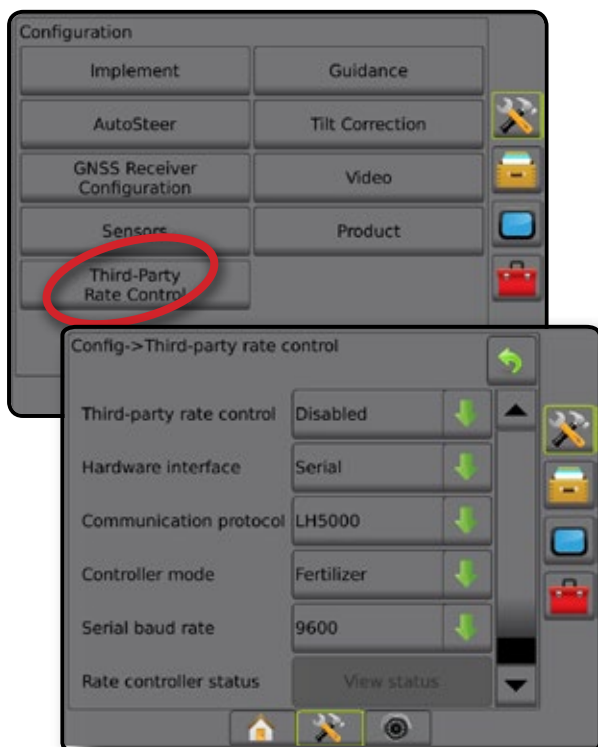 Configuration
Implement
Guidance
AutoSteer
Tilt Correction
GNSS Receiver
Configuration
Video
Sensors
Product
Third-Party
Rate Control
Config->Third-party rate control
Third-party rate control
Disabled
Hardware interface
Serial
Communication protocol
LH5000
Controller mode
Fertilizer
Serial baud rate
9600
Rate controller status
View status